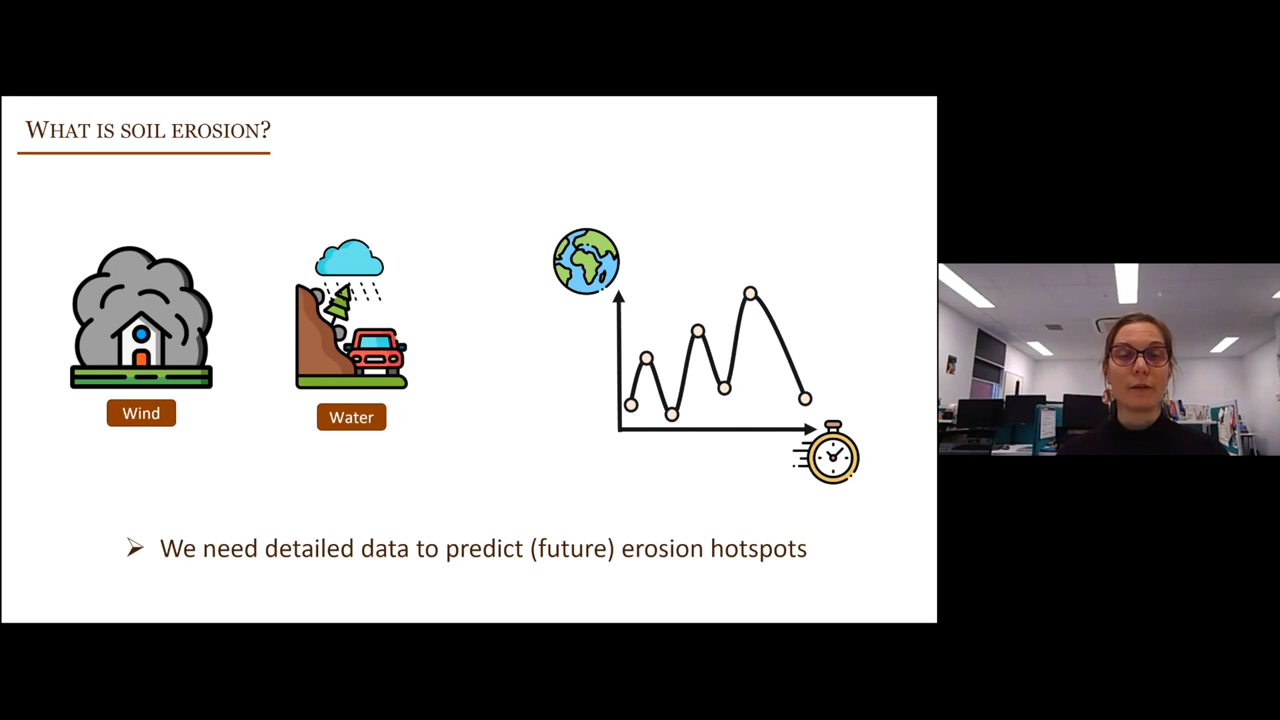 WHAT IS SOIL EROSION?
Wind
Water
➢ We need detailed data to predict (future) erosion hotspots